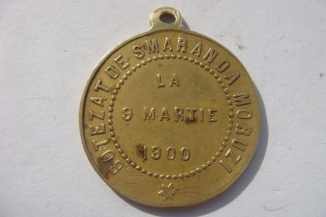 BOTEZAT DE SMARANDA MORUZI
LA
9 MARTIE
1900